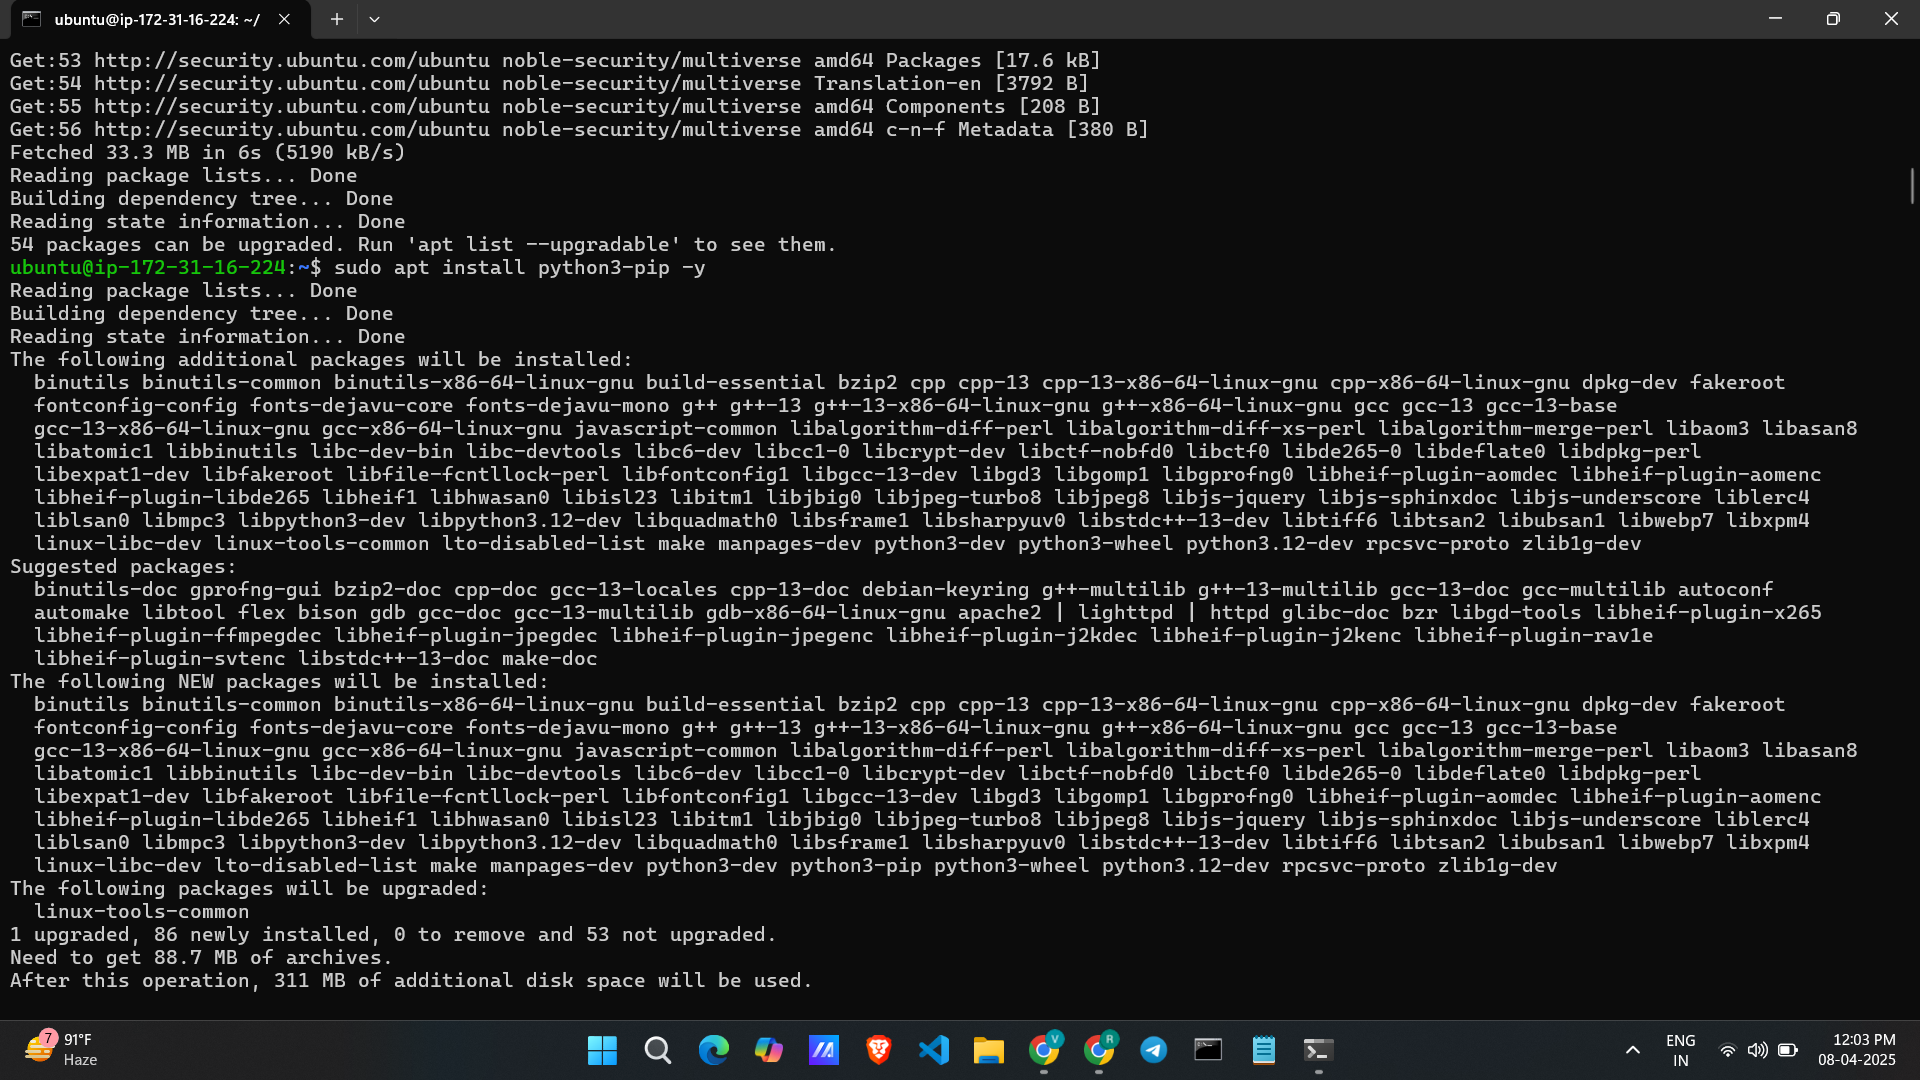 ubuntu@ip-172-31-16-224: ~/
Get:53 http://security.ubuntu.com/ubuntu noble-security/multiverse amd64 Packages [17.6 kB]
Get:54 http://security.ubuntu.com/ubuntu noble-security/multiverse Translation-en [3792 B]
Get:55 http://security.ubuntu.com/ubuntu noble-security/multiverse amd64 Components [208 B]
Get:56 http://security.ubuntu.com/ubuntu noble-security/multiverse amd64 c-n-f Metadata [380 B]
Fetched 33.3 MB in 6s (5190 kB/s)
Reading package lists... Done
Building dependency tree... Done
Reading state information... Done
54 packages can be upgraded. Run 'apt list --upgradable' to see them.
ubuntu@ip-172-31-16-224:~$ sudo apt install python3-pip -y
Reading package lists... Done
Building dependency tree... Done
Reading state information... Done
The following additional packages will be installed:
  binutils binutils-common binutils-x86-64-linux-gnu build-essential bzip2 cpp cpp-13 cpp-13-x86-64-linux-gnu cpp-x86-64-linux-gnu dpkg-dev fakeroot
  fontconfig-config fonts-dejavu-core fonts-dejavu-mono g++ g++-13 g++-13-x86-64-linux-gnu g++-x86-64-linux-gnu gcc gcc-13 gcc-13-base
  gcc-13-x86-64-linux-gnu gcc-x86-64-linux-gnu javascript-common libalgorithm-diff-perl libalgorithm-diff-xs-perl libalgorithm-merge-perl libaom3 libasan8
  libatomic1 libbinutils libc-dev-bin libc-devtools libc6-dev libcc1-0 libcrypt-dev libctf-nobfd0 libctf0 libde265-0 libdeflate0 libdpkg-perl
  libexpat1-dev libfakeroot libfile-fcntllock-perl libfontconfig1 libgcc-13-dev libgd3 libgomp1 libgprofng0 libheif-plugin-aomdec libheif-plugin-aomenc
  libheif-plugin-libde265 libheif1 libhwasan0 libisl23 libitm1 libjbig0 libjpeg-turbo8 libjpeg8 libjs-jquery libjs-sphinxdoc libjs-underscore liblerc4
  liblsan0 libmpc3 libpython3-dev libpython3.12-dev libquadmath0 libsframe1 libsharpyuv0 libstdc++-13-dev libtiff6 libtsan2 libubsan1 libwebp7 libxpm4
  linux-libc-dev linux-tools-common lto-disabled-list make manpages-dev python3-dev python3-wheel python3.12-dev rpcsvc-proto zlib1g-dev
Suggested packages:
  binutils-doc gprofng-gui bzip2-doc cpp-doc gcc-13-locales cpp-13-doc debian-keyring g++-multilib g++-13-multilib gcc-13-doc gcc-multilib autoconf
  automake libtool flex bison gdb gcc-doc gcc-13-multilib gdb-x86-64-linux-gnu apache2 | lighttpd | httpd glibc-doc bzr libgd-tools libheif-plugin-x265
  libheif-plugin-ffmpegdec libheif-plugin-jpegdec libheif-plugin-jpegenc libheif-plugin-j2kdec libheif-plugin-j2kenc libheif-plugin-rav1e
  libheif-plugin-svtenc libstdc++-13-doc make-doc
The following NEW packages will be installed:
  binutils binutils-common binutils-x86-64-linux-gnu build-essential bzip2 cpp cpp-13 cpp-13-x86-64-linux-gnu cpp-x86-64-linux-gnu dpkg-dev fakeroot
  fontconfig-config fonts-dejavu-core fonts-dejavu-mono g++ g++-13 g++-13-x86-64-linux-gnu g++-x86-64-linux-gnu gcc gcc-13 gcc-13-base
  gcc-13-x86-64-linux-gnu gcc-x86-64-linux-gnu javascript-common libalgorithm-diff-perl libalgorithm-diff-xs-perl libalgorithm-merge-perl libaom3 libasan8
  libatomic1 libbinutils libc-dev-bin libc-devtools libc6-dev libcc1-0 libcrypt-dev libctf-nobfd0 libctf0 libde265-0 libdeflate0 libdpkg-perl
  libexpat1-dev libfakeroot libfile-fcntllock-perl libfontconfig1 libgcc-13-dev libgd3 libgomp1 libgprofng0 libheif-plugin-aomdec libheif-plugin-aomenc
  libheif-plugin-libde265 libheif1 libhwasan0 libisl23 libitm1 libjbig0 libjpeg-turbo8 libjpeg8 libjs-jquery libjs-sphinxdoc libjs-underscore liblerc4
  liblsan0 libmpc3 libpython3-dev libpython3.12-dev libquadmath0 libsframe1 libsharpyuv0 libstdc++-13-dev libtiff6 libtsan2 libubsan1 libwebp7 libxpm4
  linux-libc-dev lto-disabled-list make manpages-dev python3-dev python3-pip python3-wheel python3.12-dev rpcsvc-proto zlib1g-dev
The following packages will be upgraded:
  linux-tools-common
1 upgraded, 86 newly installed, 0 to remove and 53 not upgraded.
Need to get 88.7 MB of archives.
After this operation, 311 MB of additional disk space will be used.
7
91°F
Haze
V
R
ENG
IN
12:03 PM
08-04-2025